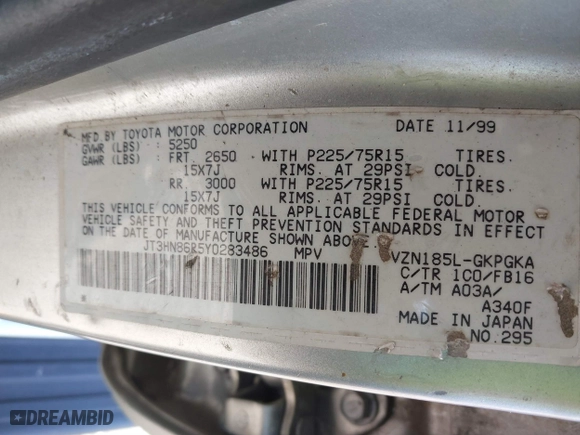 MFD BY TOYOTA MOTOR CORPORATION DATE 11/99
GVWR (LBS) : 5250
GAWR (LBS) : FRT 2650 WITH P225/75R15 TIRES.
15X7J RIMS. AT 29PSI COLD.
RR 3000 WITH P225/75R15 TIRES.
15X7J RIMS. AT 29PSI COLD.
THIS VEHICLE CONFORMS TO ALL APPLICABLE FEDERAL MOTOR
VEHICLE SAFETY AND THEFT PREVENTION STANDARDS IN EFFECT
ON THE DATE OF MANUFACTURE SHOWN ABOVE.
JT3HN86R5Y0283486 MPV
VZN185L-GKPGKA
C/TR 1C0/FB16
A/TM A03A/
A340F
MADE IN JAPAN
NO.295
DREAMBID